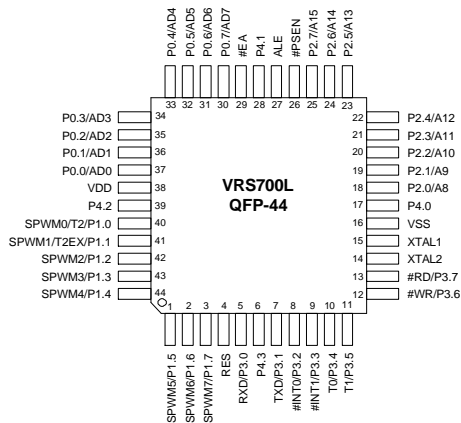 P0.4/AD4
P0.5/AD5
P0.6/AD6
P0.7/AD7
#EA
P4.1
ALE
#PSEN
P2.7/A15
P2.6/A14
P2.5/A13
33 32 31 30 29 28 27 26 25 24 23
P0.3/AD3 34
P0.2/AD2 35
P0.1/AD1 36
P0.0/AD0 37
VDD 38
P4.2 39
SPWM0/T2/P1.0 40
SPWM1/T2EX/P1.1 41
SPWM2/P1.2 42
SPWM3/P1.3 43
SPWM4/P1.4 44
VRS700L
QFP-44
22 P2.4/A12
21 P2.3/A11
20 P2.2/A10
19 P2.1/A9
18 P2.0/A8
17 P4.0
16 VSS
15 XTAL1
14 XTAL2
13 #RD/P3.7
12 #WR/P3.6
1 2 3 4 5 6 7 8 9 10 11
SPWM5/P1.5
SPWM6/P1.6
SPWM7/P1.7
RES
RXD/P3.0
P4.3
TXD/P3.1
#INT0/P3.2
#INT1/P3.3
T0/P3.4
T1/P3.5